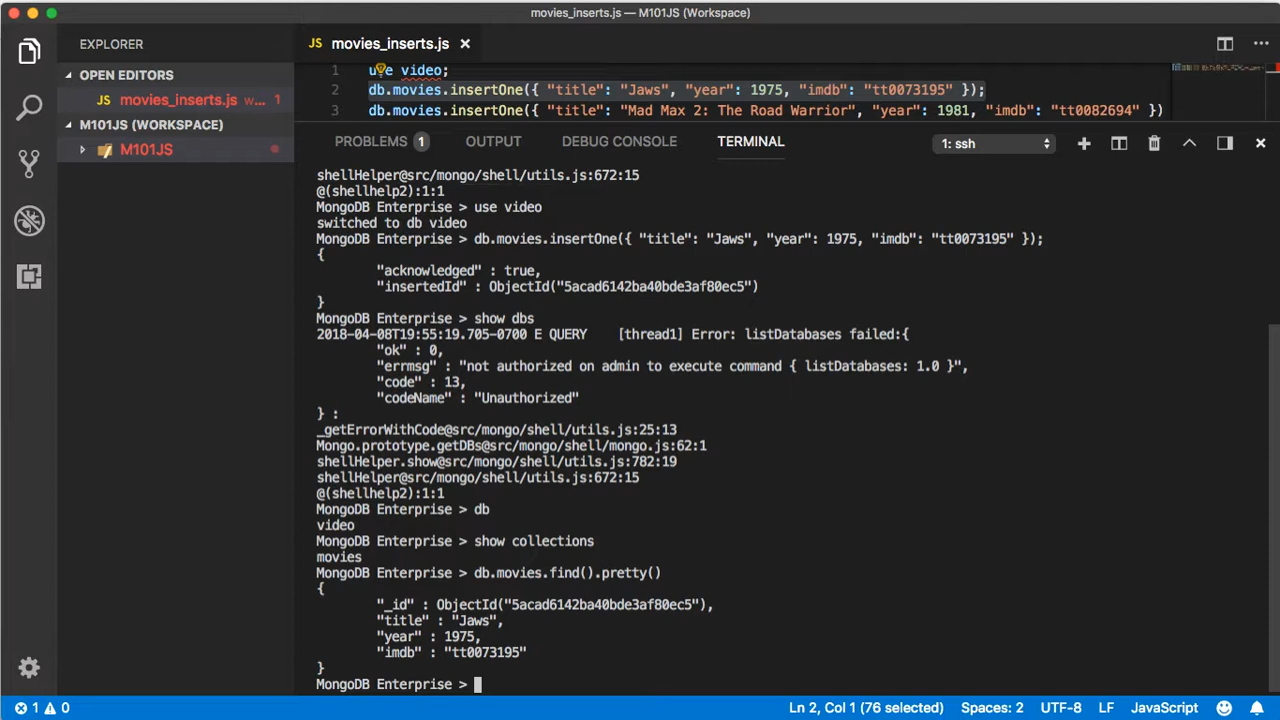 movies_inserts.js — M101JS (Workspace)
EXPLORER
JS movies_inserts.js
OPEN EDITORS
JS movies_inserts.js w... 1
M101JS (WORKSPACE)
M101JS
1 use video;
2 db.movies.insertOne({ "title": "Jaws", "year": 1975, "imdb": "tt0073195" });
3 db.movies.insertOne({ "title": "Mad Max 2: The Road Warrior", "year": 1981, "imdb": "tt0082694" })
PROBLEMS 1 OUTPUT DEBUG CONSOLE TERMINAL 1: ssh
shellHelper@src/mongo/shell/utils.js:672:15
@(shellhelp2):1:1
MongoDB Enterprise > use video
switched to db video
MongoDB Enterprise > db.movies.insertOne({ "title": "Jaws", "year": 1975, "imdb": "tt0073195" });
{
"acknowledged" : true,
"insertedId" : ObjectId("5acad6142ba40bde3af80ec5")
}
MongoDB Enterprise > show dbs
2018-04-08T19:55:19.705-0700 E QUERY [thread1] Error: listDatabases failed:{
"ok" : 0,
"errmsg" : "not authorized on admin to execute command { listDatabases: 1.0 }",
"code" : 13,
"codeName" : "Unauthorized"
} :
_getErrorWithCode@src/mongo/shell/utils.js:25:13
Mongo.prototype.getDBs@src/mongo/shell/mongo.js:62:1
shellHelper.show@src/mongo/shell/utils.js:782:19
shellHelper@src/mongo/shell/utils.js:672:15
@(shellhelp2):1:1
MongoDB Enterprise > db
video
MongoDB Enterprise > show collections
movies
MongoDB Enterprise > db.movies.find().pretty()
{
"_id" : ObjectId("5acad6142ba40bde3af80ec5"),
"title" : "Jaws",
"year" : 1975,
"imdb" : "tt0073195"
}
MongoDB Enterprise >
1 0 Ln 2, Col 1 (76 selected) Spaces: 2 UTF-8 LF JavaScript